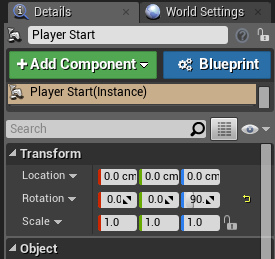 Details World Settings
Player Start
+ Add Component Blueprint
Player Start(Instance)
Search
Transform
Location 0.0 cm 0.0 cm 0.0 cm
Rotation 0.0 0.0 90.
Scale 1.0 1.0 1.0
Object